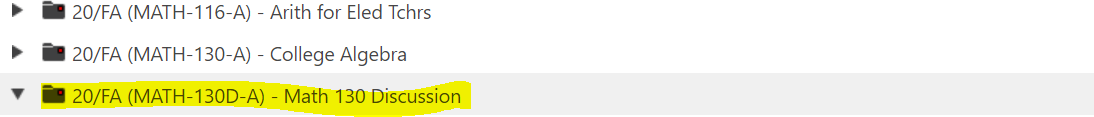 20/FA (MATH-116-A) - Arith for Eled Tchrs
20/FA (MATH-130-A) - College Algebra
20/FA (MATH-130D-A) - Math 130 Discussion